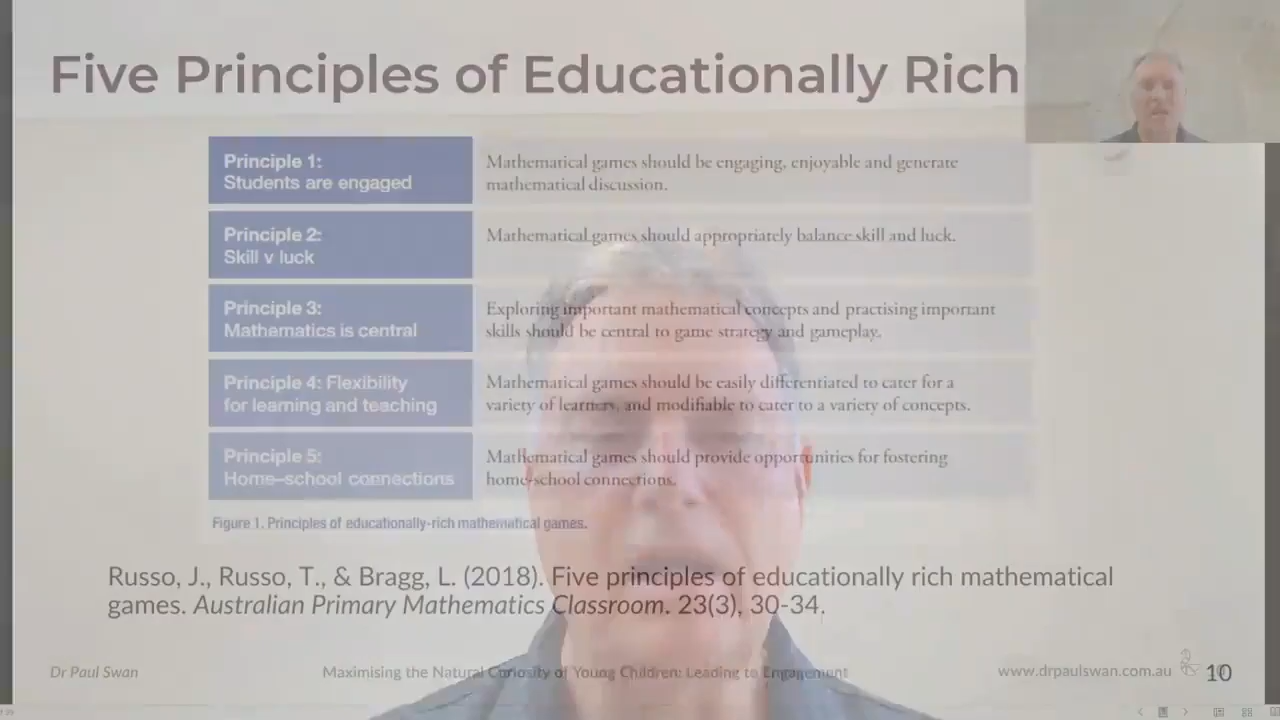 Five Principles of Educationally Rich
Principle 1:
Students are engaged
Mathematical games should be engaging, enjoyable and generate
mathematical discussion.
Principle 2:
Skill v luck
Mathematical games should appropriately balance skill and luck.
Principle 3:
Mathematics is central
Exploring important mathematical concepts and practising important
skills should be central to game strategy and gameplay.
Principle 4: Flexibility
for learning and teaching
Mathematical games should be easily differentiated to cater for a
variety of learners, and modifiable to cater to a variety of concepts.
Principle 5:
Home–school connections
Mathematical games should provide opportunities for fostering
home-school connections.
Figure 1. Principles of educationally-rich mathematical games.
Russo, J., Russo, T., & Bragg, L. (2018). Five principles of educationally rich mathematical
games. Australian Primary Mathematics Classroom. 23(3), 30-34.
Dr Paul Swan
Maximising the Natural Curiosity of Young Children: Leading to Engagement
www.drpaulswan.com.au
10